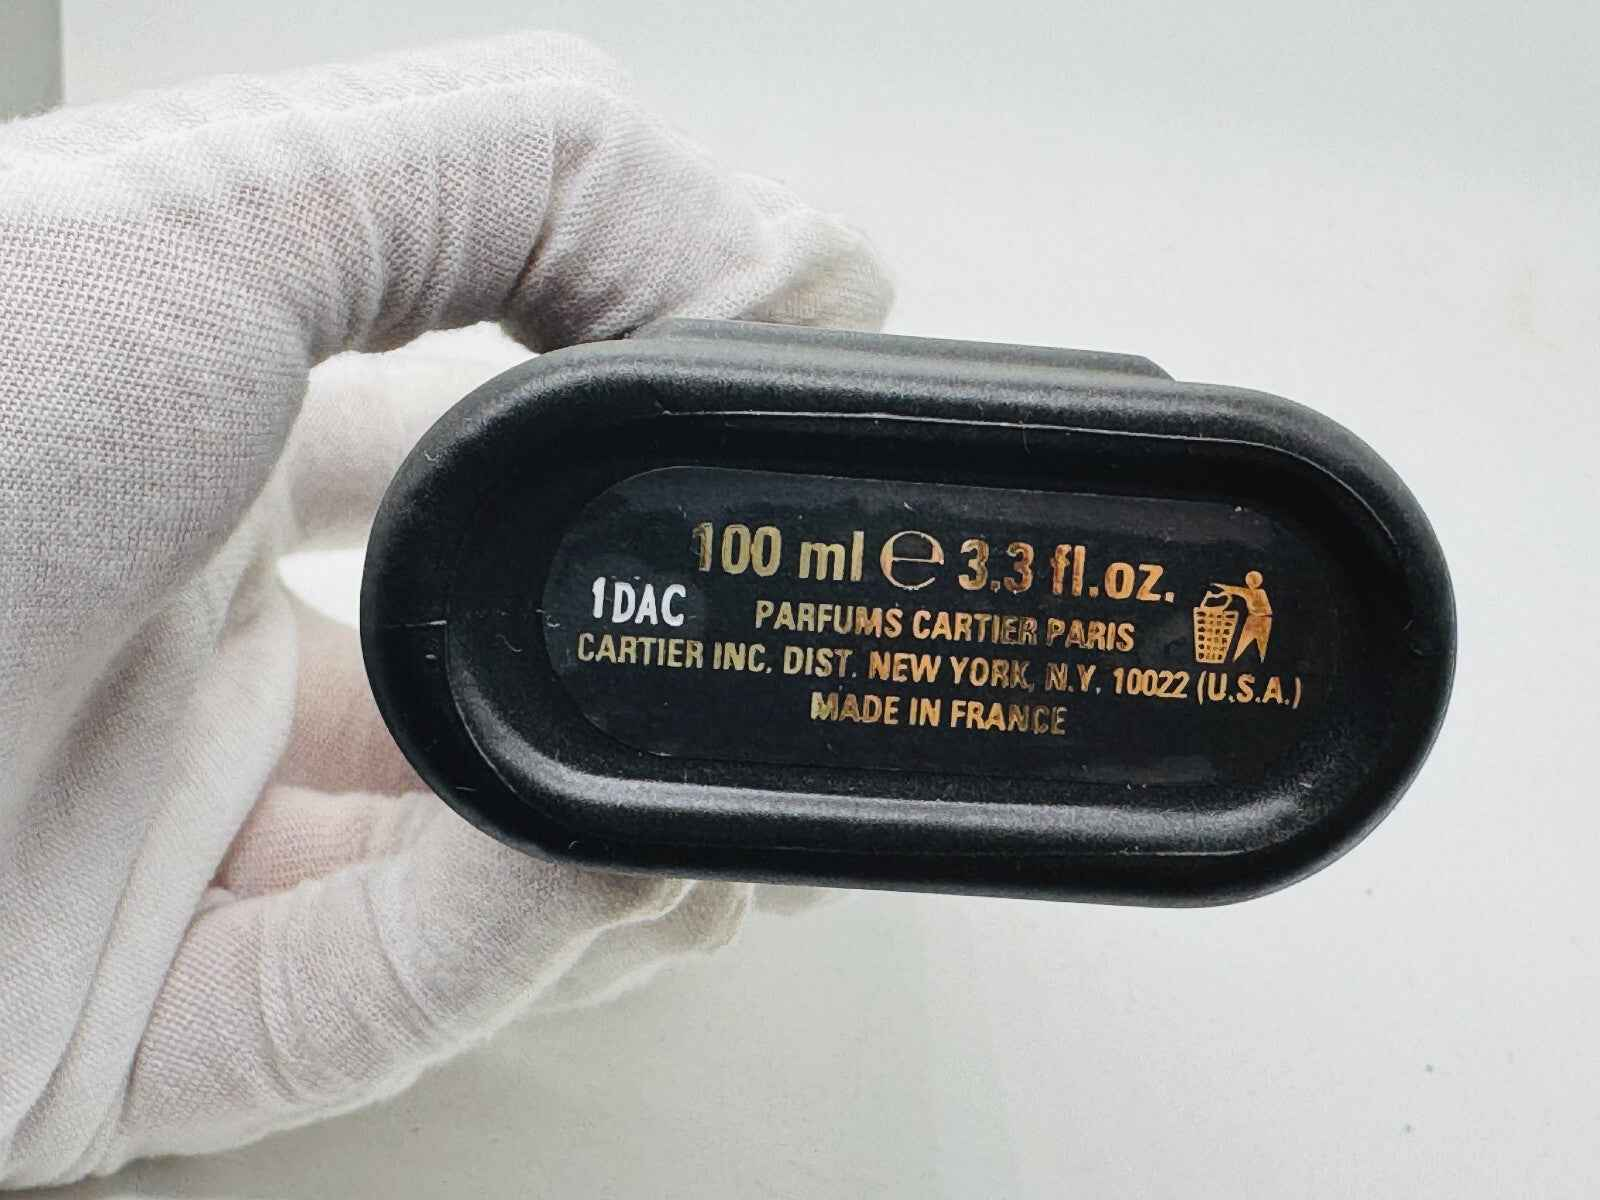 100 ml ℮ 3.3 fl.oz.
1DAC
PARFUMS CARTIER PARIS
CARTIER INC. DIST. NEW YORK, N.Y. 10022 (U.S.A.)
MADE IN FRANCE